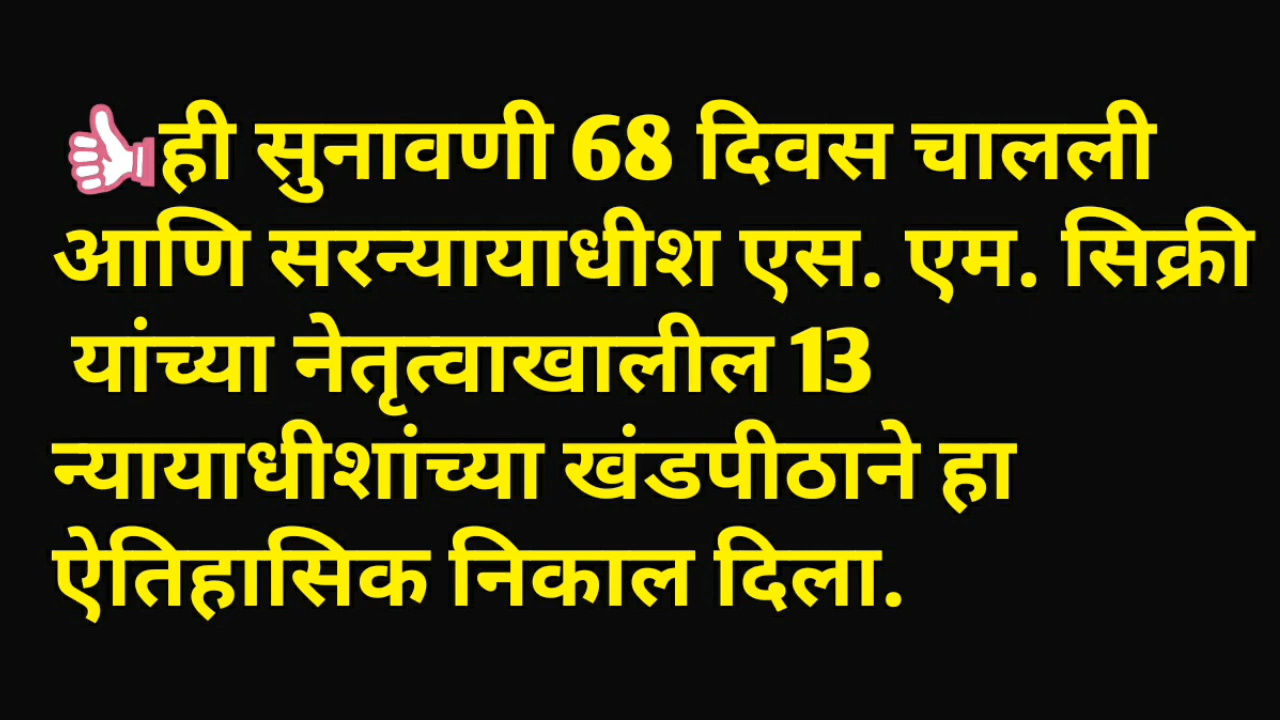 👍ही सुनावणी 68 दिवस चालली
आणि सरन्यायाधीश एस. एम. सिक्री
यांच्या नेतृत्वाखालील 13
न्यायाधीशांच्या खंडपीठाने हा
ऐतिहासिक निकाल दिला.